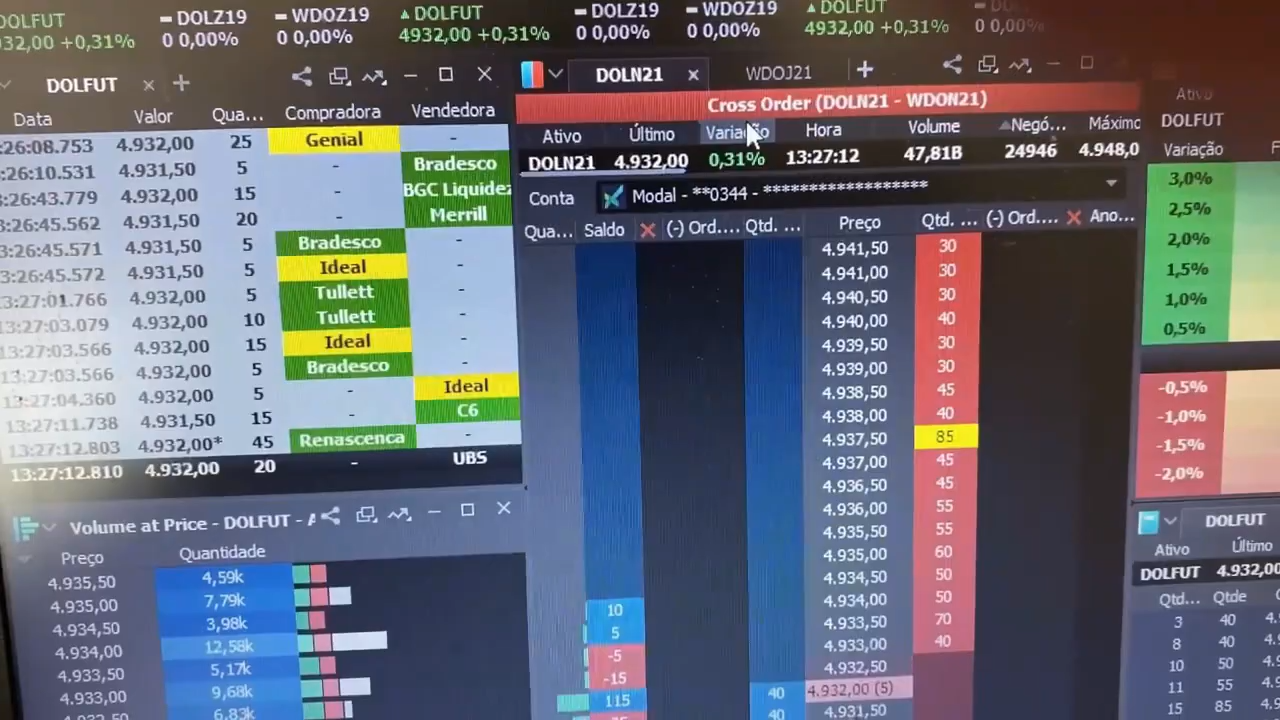 DOLFUT DOLZ19 WDOZ19 DOLFUT DOLZ19 WDOZ19 DOLFUT
932,00 +0,31% 0 0,00% 0 0,00% 4932,00 +0,31% 0 0,00% 0 0,00% 4932,00 +0,31% 0 0,00%
DOLFUT
Data Valor Qua... Compradora Vendedora
:26:08.753 4.932,00 25 Genial -
:26:10.531 4.931,50 5 - Bradesco
:26:43.779 4.932,00 15 - BGC Liquidez
3:26:45.562 4.931,50 20 - Merrill
3:26:45.571 4.931,50 5 Bradesco -
3:26:45.572 4.931,50 5 Ideal -
3:27:01.766 4.932,00 5 Tullett -
13:27:03.079 4.932,00 10 Tullett -
13:27:03.566 4.932,00 15 Ideal -
13:27:03.566 4.932,00 5 Bradesco -
13:27:04.360 4.932,00 5 - Ideal
13:27:11.738 4.931,50 15 - C6
13:27:12.803 4.932,00* 45 Renascenca -
13:27:12.810 4.932,00 20 - UBS
Volume at Price - DOLFUT - A
Preço Quantidade
4.935,50 4,59k
4.935,00 7,79k
4.934,50 3,98k
4.934,00 12,58k
4.933,50 5,17k
4.933,00 9,68k
4.932,50 6,83k
DOLN21 WDOJ21
Cross Order (DOLN21 - WDON21)
Ativo Último Variação Hora Volume Negó... Máximo
DOLN21 4.932,00 0,31% 13:27:12 47,81B 24946 4.948,0
Conta Modal - **0344 - *******************
Qua... Saldo (-) Ord.... Qtd. ... Preço Qtd. ... (-) Ord.... Ano...
4.941,50 30
4.941,00 30
4.940,50 30
4.940,00 40
4.939,50 30
4.939,00 30
4.938,50 45
4.938,00 40
4.937,50 85
4.937,00 45
4.936,50 45
4.936,00 55
4.935,50 55
4.935,00 60
4.934,50 50
10 4.934,00 50
5 4.933,50 70
-5 4.933,00 40
-15 4.932,50
115 40 4.932,00 (5)
40 4.931,50
Ativo
DOLFUT
Variação
3,0%
2,5%
2,0%
1,5%
1,0%
0,5%
-0,5%
-1,0%
-1,5%
-2,0%
DOLFUT
Ativo Último
DOLFUT 4.932,00
Qtd... Qtde
3 40
8 40
10 50
11 55
15 85